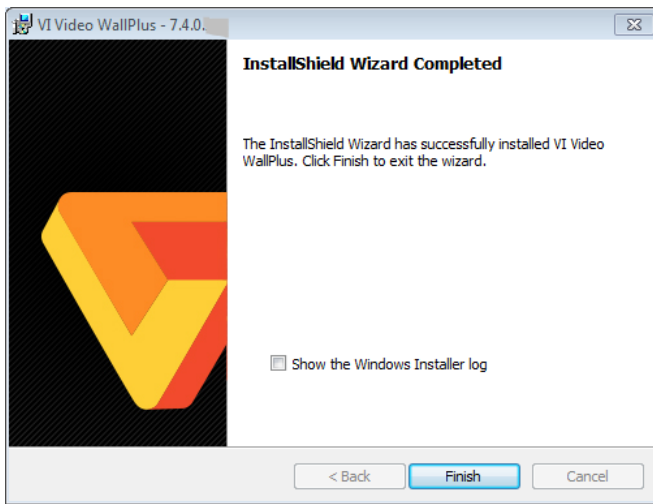 VI Video WallPlus - 7.4.0.
InstallShield Wizard Completed
The InstallShield Wizard has successfully installed VI Video
WallPlus. Click Finish to exit the wizard.
Show the Windows Installer log
< Back Finish Cancel